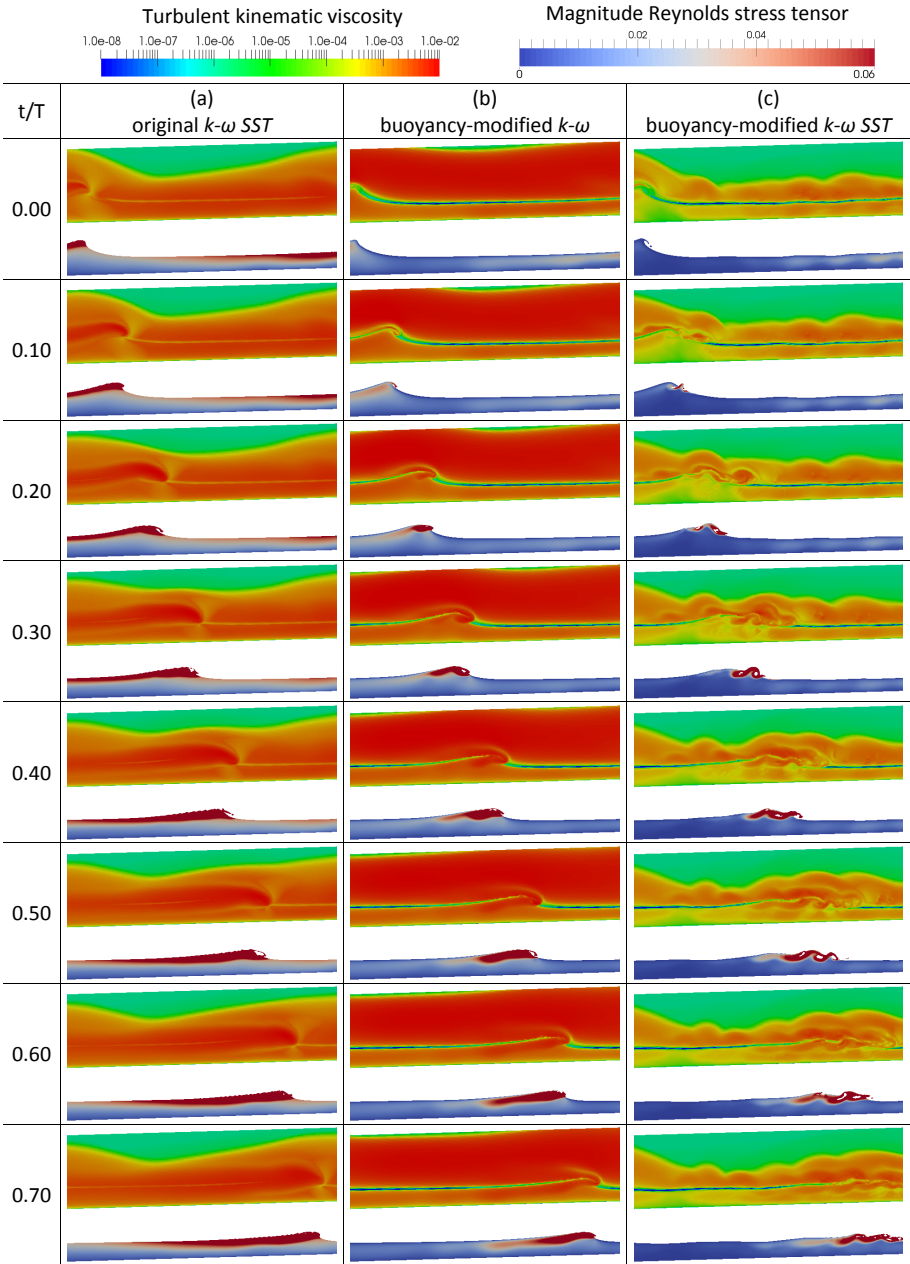 Turbulent kinematic viscosity
1.0e-08 1.0e-07 1.0e-06 1.0e-05 1.0e-04 1.0e-03 1.0e-02
Magnitude Reynolds stress tensor
0.02 0.04
0 0.06
t/T
(a)
original k-ω SST
(b)
buoyancy-modified k-ω
(c)
buoyancy-modified k-ω SST
0.00
0.10
0.20
0.30
0.40
0.50
0.60
0.70